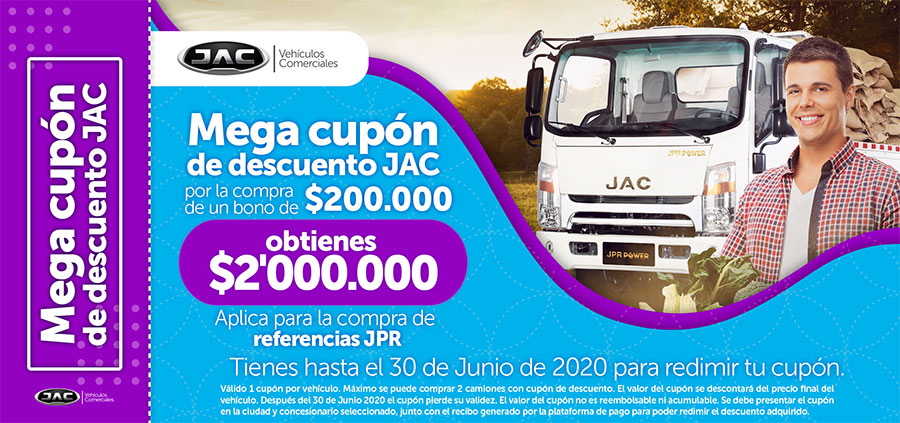 Mega cupón
de descuento JAC
JAC
Vehículos
Comerciales
JAC
Vehículos
Comerciales
Mega cupón
de descuento JAC
por la compra
de un bono de $200.000
obtienes
$2'000.000
Aplica para la compra de
referencias JPR
Tienes hasta el 30 de Junio de 2020 para redimir tu cupón.
Válido 1 cupón por vehículo. Máximo se puede comprar 2 camiones con cupón de descuento. El valor del cupón se descontará del precio final del
vehículo. Después del 30 de Junio 2020 el cupón pierde su validez. El valor del cupón no es reembolsable ni acumulable. Se debe presentar el cupón
en la ciudad y concesionario seleccionado, junto con el recibo generado por la plataforma de pago para poder redimir el descuento adquirido.
JPR POWER
JAC
JPR POWER